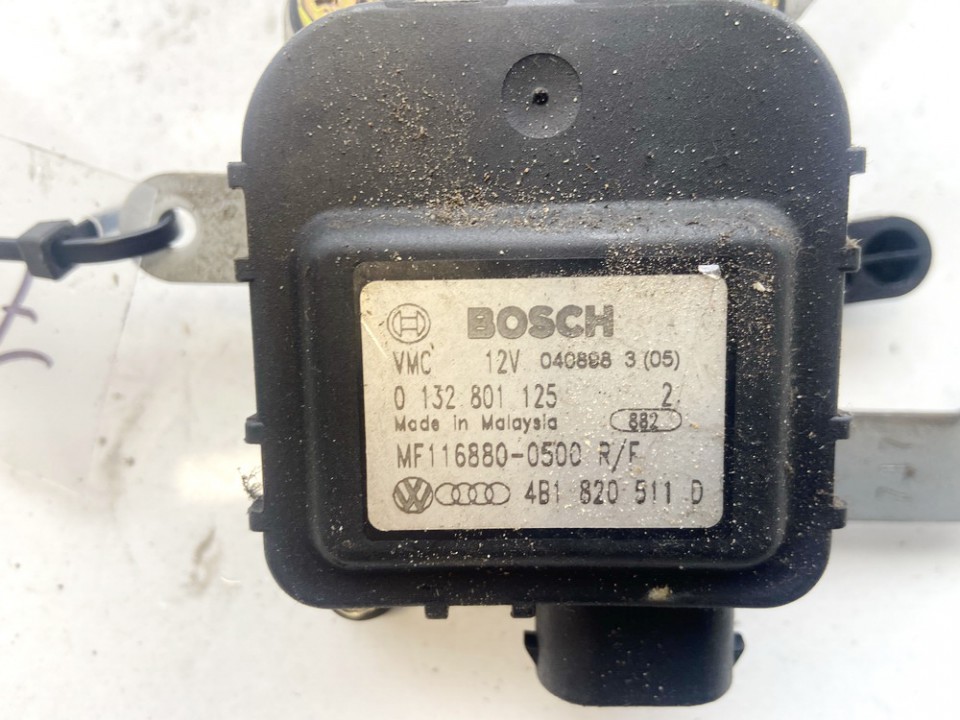 BOSCH
VMC 12V 040898 3 (05)
0 132 801 125 2
Made in Malaysia 882
MF116880-0500 R/F
4B1 820 511 D